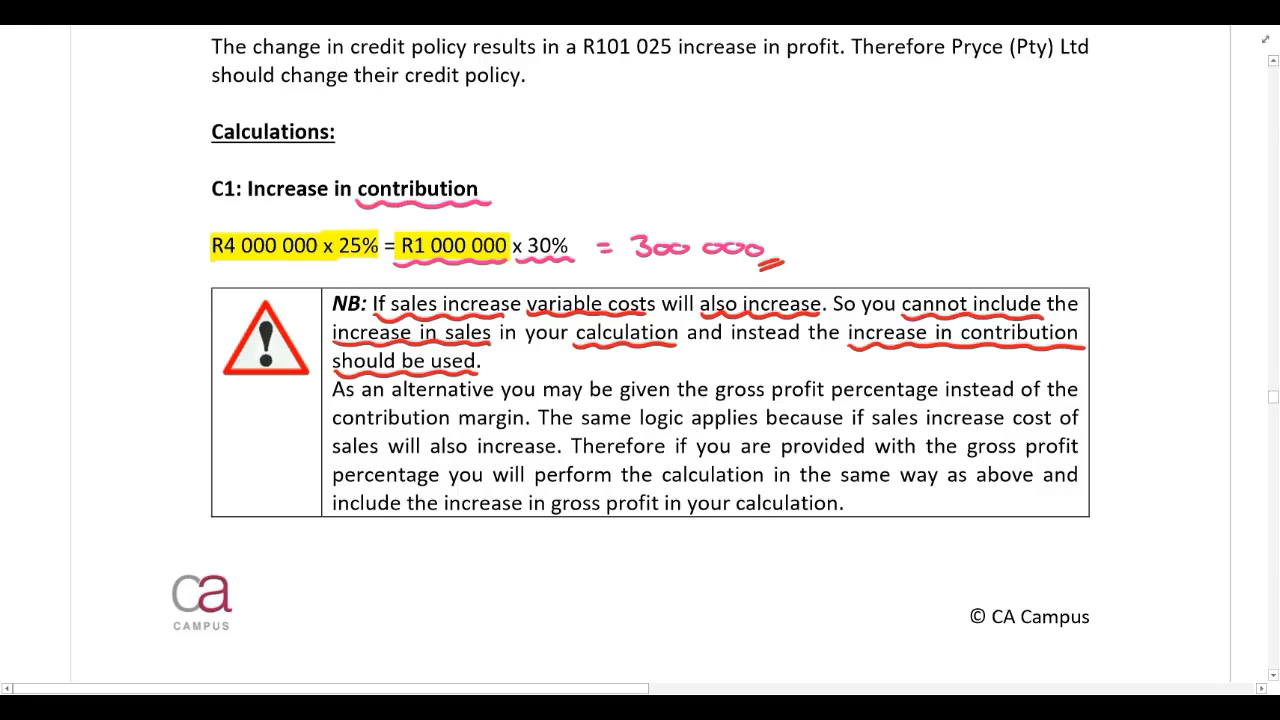 The change in credit policy results in a R101 025 increase in profit. Therefore Pryce (Pty) Ltd
should change their credit policy.
Calculations:
C1: Increase in contribution
R4 000 000 x 25% = R1 000 000 x 30% = 300 000
NB: If sales increase variable costs will also increase. So you cannot include the
increase in sales in your calculation and instead the increase in contribution
should be used.
As an alternative you may be given the gross profit percentage instead of the
contribution margin. The same logic applies because if sales increase cost of
sales will also increase. Therefore if you are provided with the gross profit
percentage you will perform the calculation in the same way as above and
include the increase in gross profit in your calculation.
ca
CAMPUS
© CA Campus